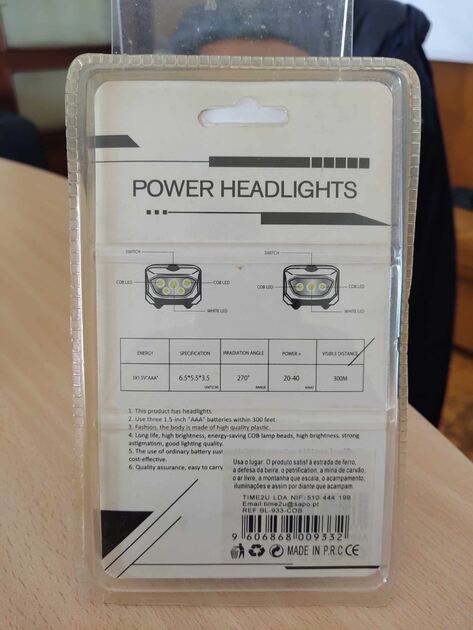 POWER HEADLIGHTS
SWITCH
COB LED
COB LED
WHITE LED
SWITCH
COB LED
COB LED
WHITE LED
ENERGY SPECIFICATION IRRADIATION ANGLE POWER+ VISIBLE DISTANCE
3X1.5V"AAA" 6.5*5.5*3.5 270° 20-40 300M
UNIT(CM) RANGE WAIST
1. This product has headlights
2. Use three 1.5-inch "AAA" batteries within 300 feet
3. Fashion, the body is made of high quality plastic.
4. Long life, high brightness, energy-saving COB lamp beads, high brightness, strong
astigmatism, good lighting quality
5. The use of ordinary battery sust
cost-effective.
6. Quality assurance, easy to carry
Usa o lugar: O produto satisf à estrada de ferro,
a defesa da beira, o petrification, a mina de carvão,
o ar livre, a montanha que escala, o acampamento,
iluminações e assim por diante que acampam.
TIME2U LDA.NIF:510 444 199
Email:time2u@sapo.pt
REF.BL-933-COB
9 606868 009332
MADE IN P.R.C CE